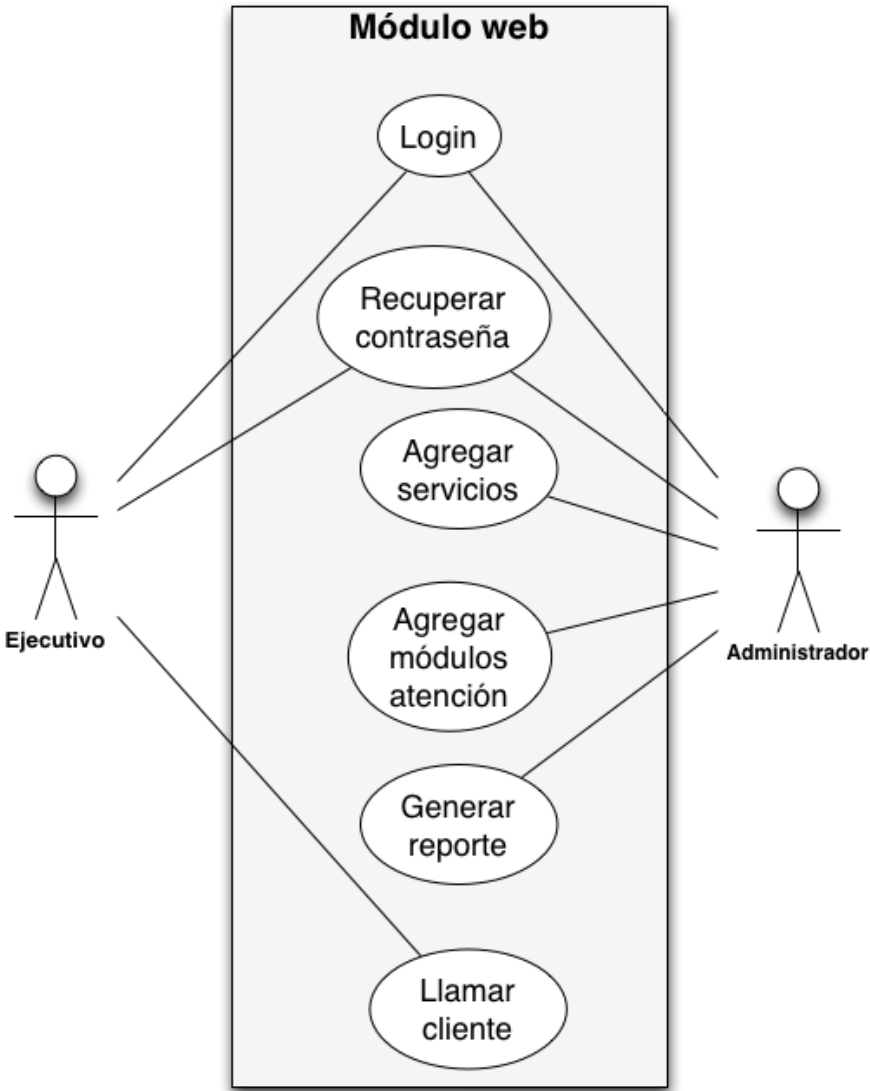 Módulo web
Login
Recuperar
contraseña
Agregar
servicios
Ejecutivo
Agregar
módulos
atención
Administrador
Generar
reporte
Llamar
cliente